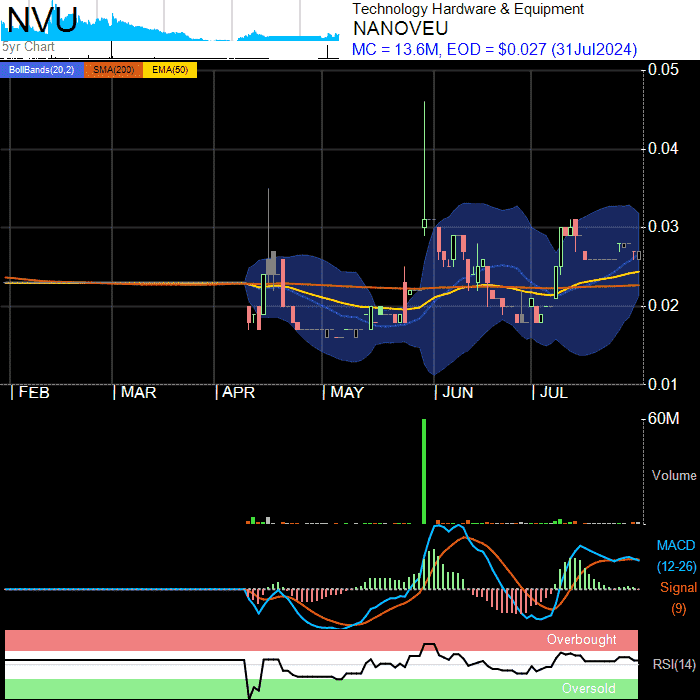 NVU
5yr Chart
Technology Hardware & Equipment
NANOVEU
MC = 13.6M, EOD = $0.027 (31Jul2024)
BollBands(20,2) SMA(200) EMA(50)
0.05
0.04
0.03
0.02
0.01
FEB MAR APR MAY JUN JUL
60M
Volume
MACD
(12-26)
Signal
(9)
Overbought
RSI(14)
Oversold